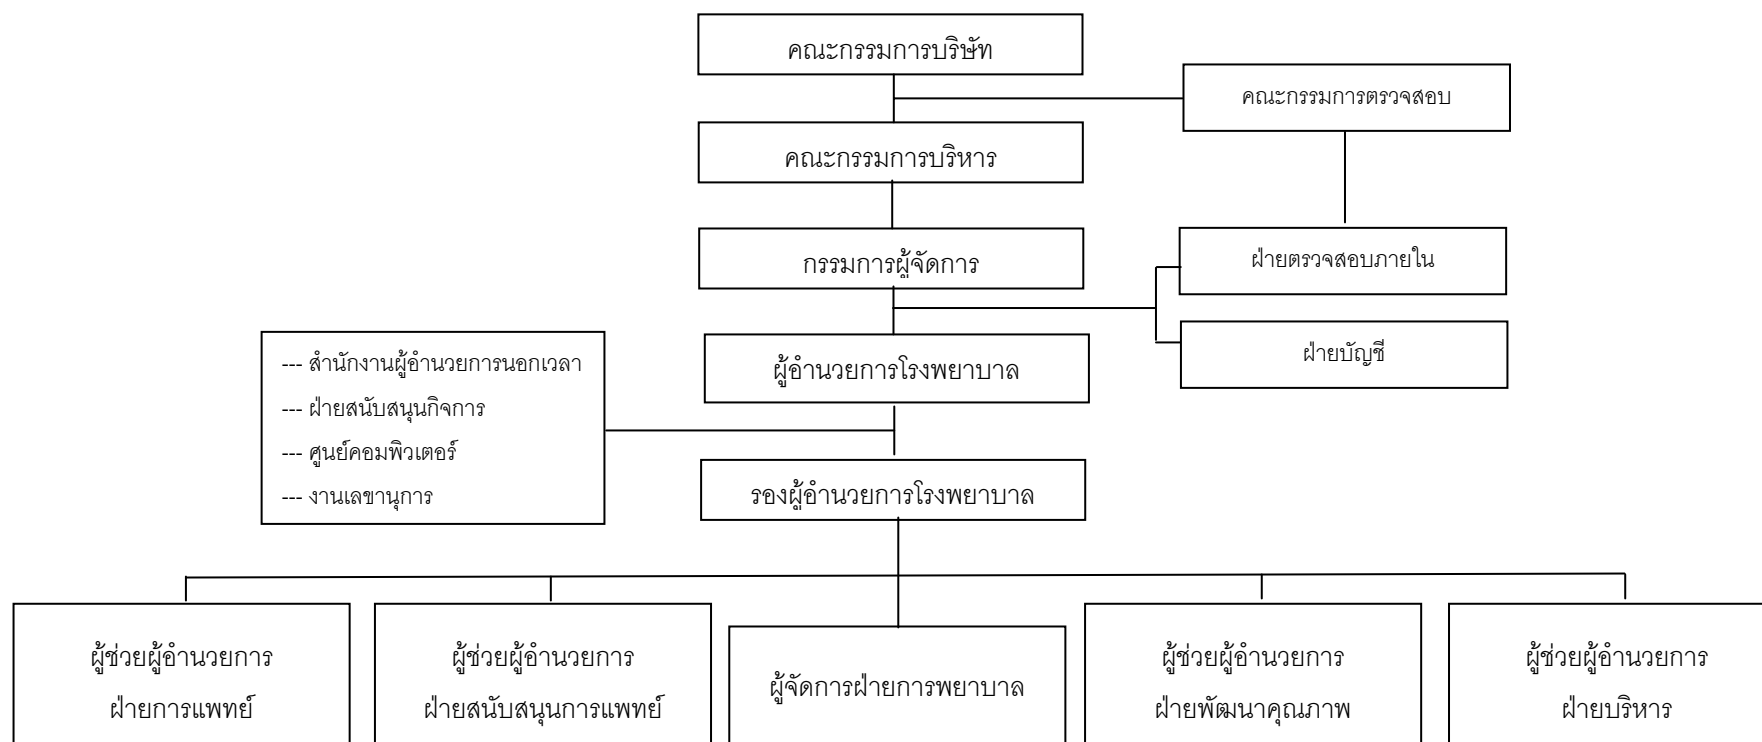 คณะกรรมการบริษัท
คณะกรรมการตรวจสอบ
คณะกรรมการบริหาร
กรรมการผู้จัดการ
ฝ่ายตรวจสอบภายใน
ฝ่ายบัญชี
ผู้อำนวยการโรงพยาบาล
--- สำนักงานผู้อำนวยการนอกเวลา
--- ฝ่ายสนับสนุนกิจการ
--- ศูนย์คอมพิวเตอร์
--- งานเลขานุการ
รองผู้อำนวยการโรงพยาบาล
ผู้ช่วยผู้อำนวยการ
ฝ่ายการแพทย์
ผู้ช่วยผู้อำนวยการ
ฝ่ายสนับสนุนการแพทย์
ผู้จัดการฝ่ายการพยาบาล
ผู้ช่วยผู้อำนวยการ
ฝ่ายพัฒนาคุณภาพ
ผู้ช่วยผู้อำนวยการ
ฝ่ายบริหาร